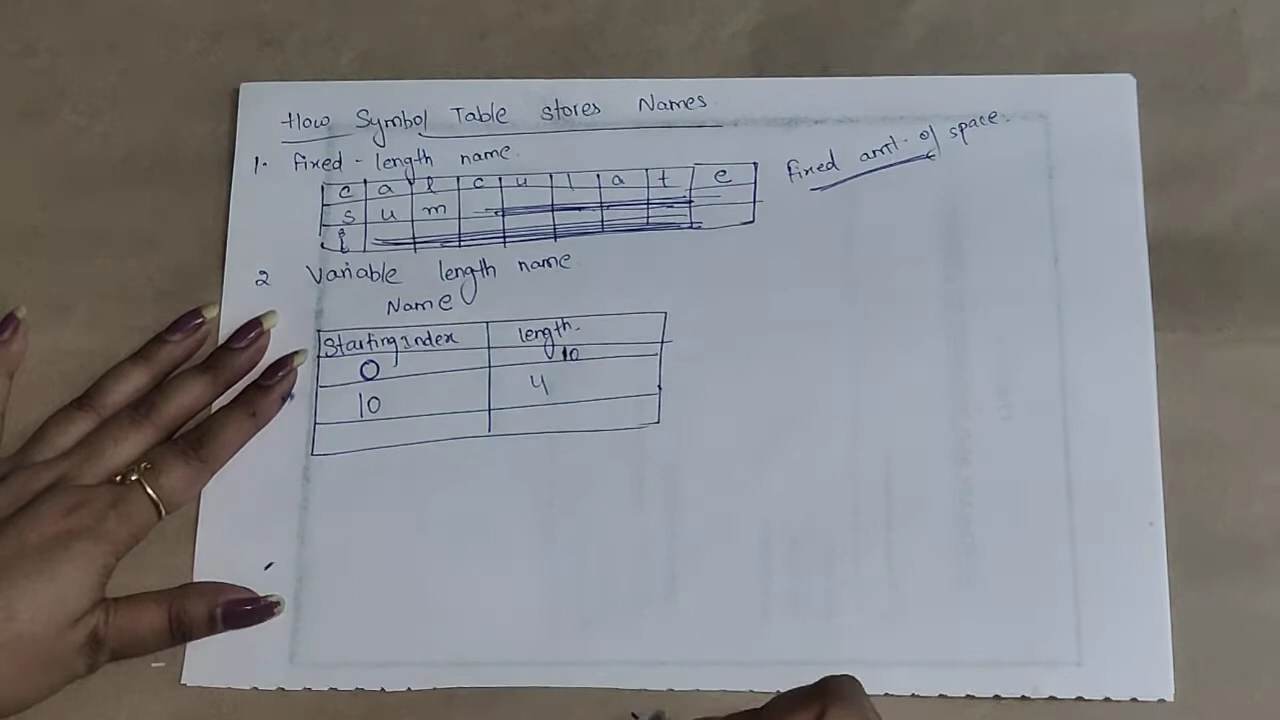 How Symbol Table stores Names
fixed amt. of space.
1. Fixed - length name.
c a l c u l a t e
s u m
i
2 Variable length name
Name
Starting Index length.
0 10
10 4